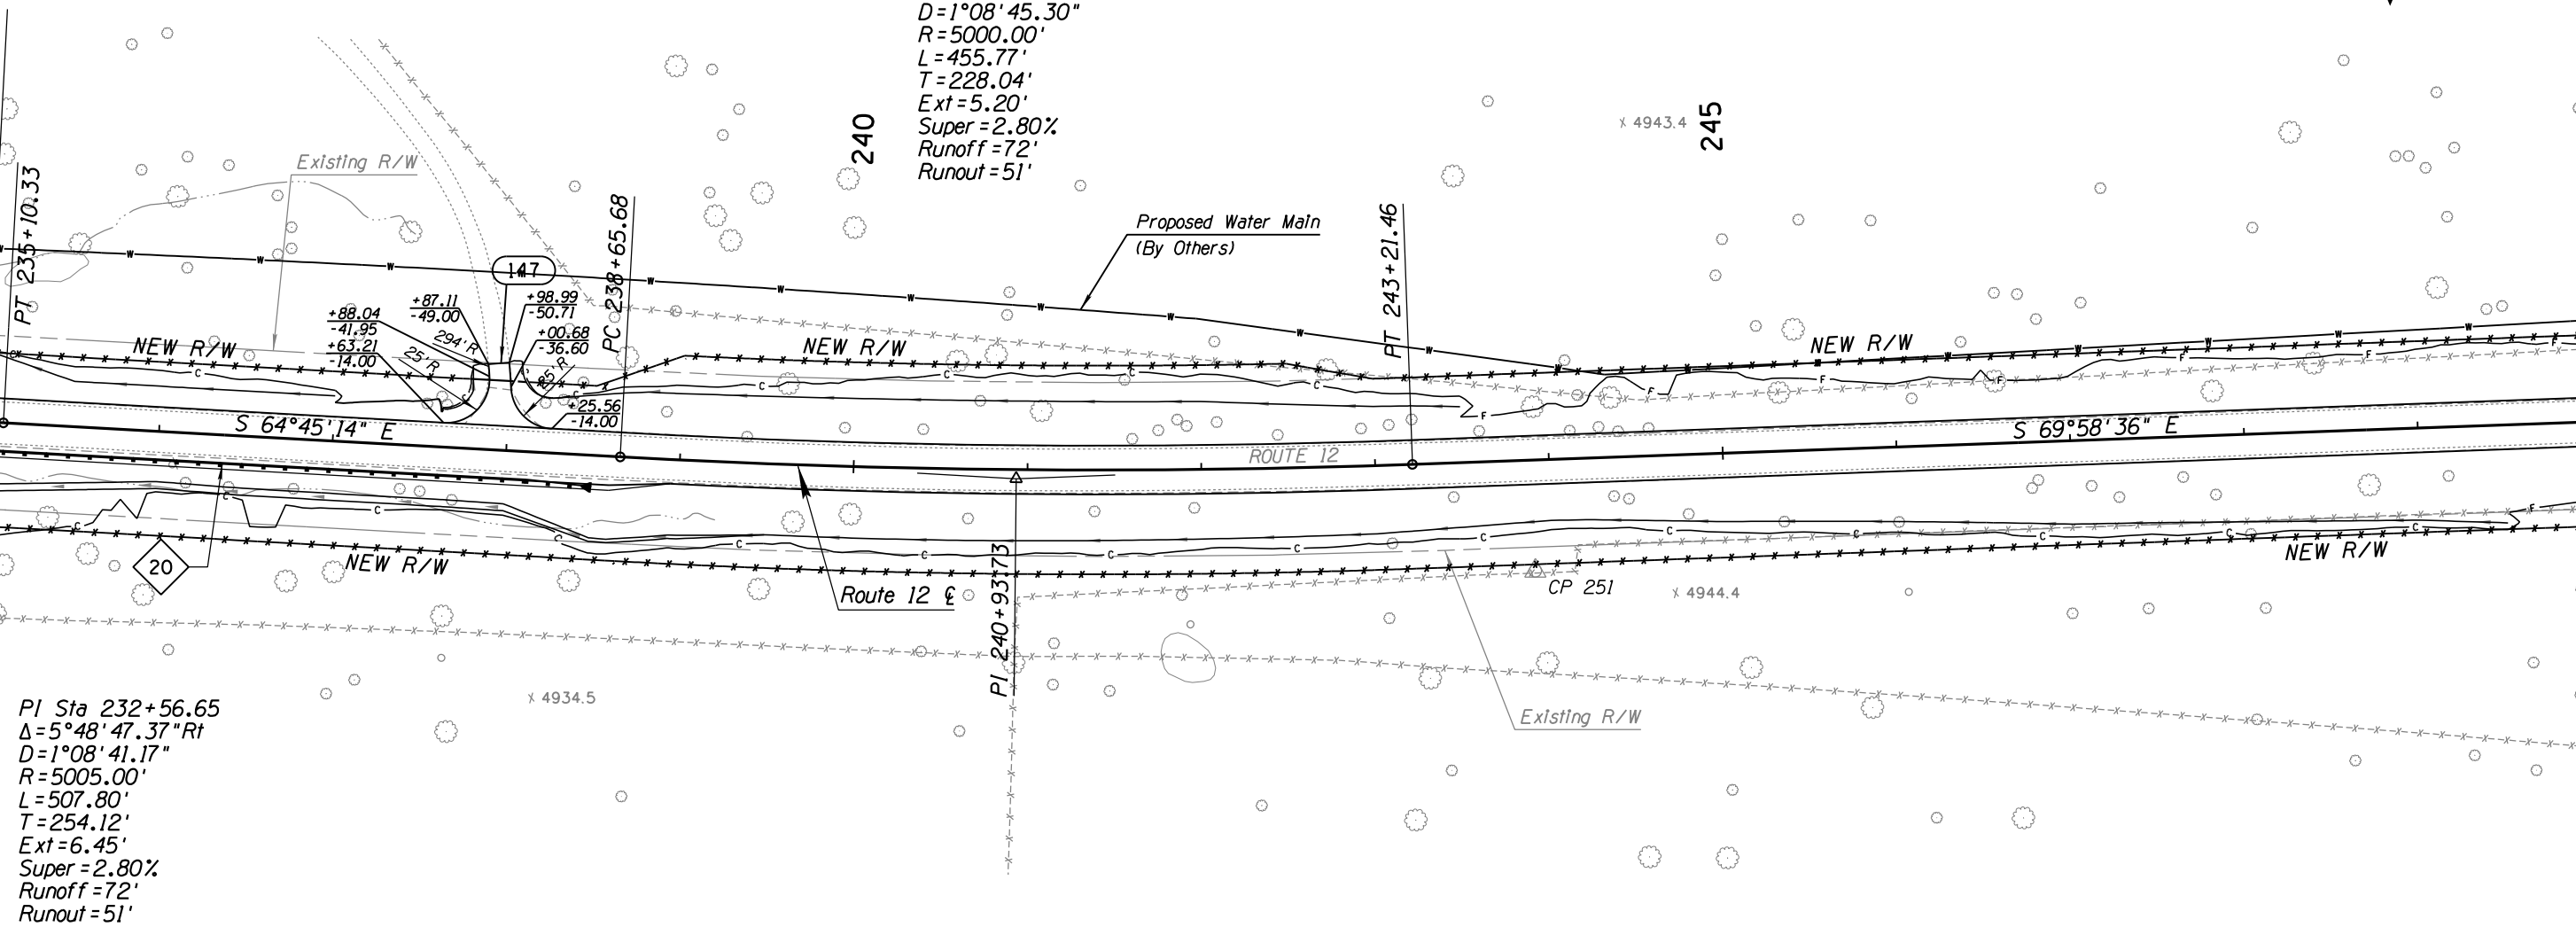 D=1°08'45.30"
R=5000.00'
L=455.77'
T=228.04'
Ext=5.20'
Super=2.80%
Runoff=72'
Runout=51'
240
245
4943.4
Existing R/W
PT 235+10.33
PC 238+65.68
PT 243+21.46
Proposed Water Main
(By Others)
147
+87.11
-49.00
+98.99
-50.71
+88.04
-41.95
+00.68
-36.60
+63.21
-14.00
294'R
25'R
+25.56
-14.00
NEW R/W
NEW R/W
NEW R/W
S 64°45'14" E
S 69°58'36" E
ROUTE 12
20
NEW R/W
NEW R/W
Route 12 ℄
PI 240+93.73
CP 251
4944.4
4934.5
Existing R/W
PI Sta 232+56.65
Δ=5°48'47.37"Rt
D=1°08'41.17"
R=5005.00'
L=507.80'
T=254.12'
Ext=6.45'
Super=2.80%
Runoff=72'
Runout=51'